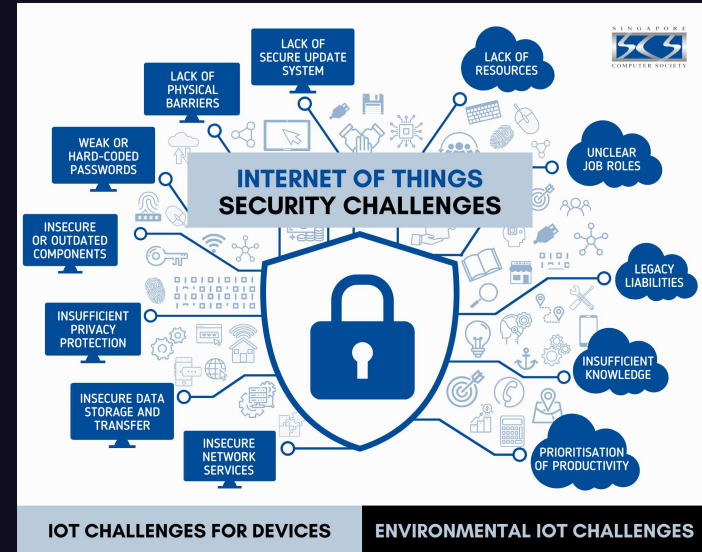 SINGAPORE
SCS
COMPUTER SOCIETY
LACK OF
SECURE UPDATE
SYSTEM
LACK OF
RESOURCES
LACK OF
PHYSICAL
BARRIERS
WEAK OR
HARD-CODED
PASSWORDS
UNCLEAR
JOB ROLES
INTERNET OF THINGS
SECURITY CHALLENGES
INSECURE
OR OUTDATED
COMPONENTS
LEGACY
LIABILITIES
INSUFFICIENT
PRIVACY
PROTECTION
INSUFFICIENT
KNOWLEDGE
INSECURE DATA
STORAGE AND
TRANSFER
INSECURE
NETWORK
SERVICES
PRIORITISATION
OF PRODUCTIVITY
IOT CHALLENGES FOR DEVICES
ENVIRONMENTAL IOT CHALLENGES